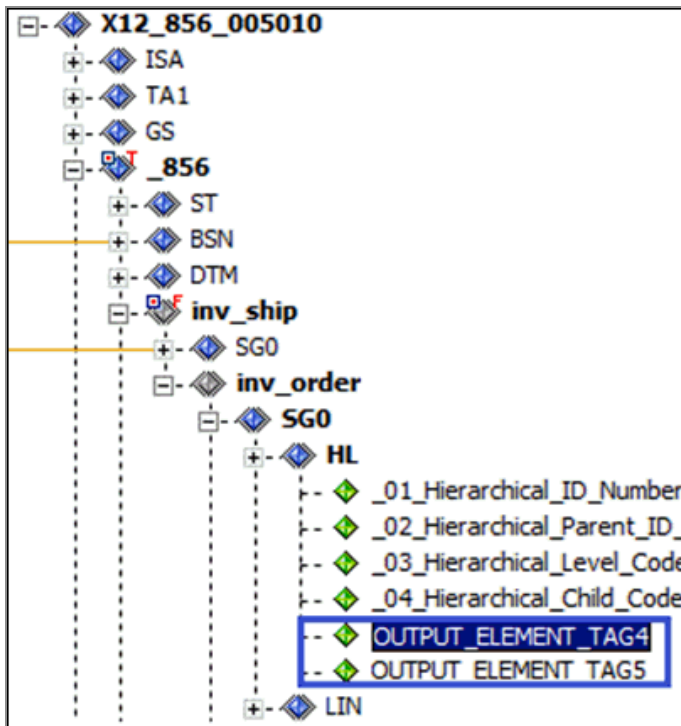 X12_856_005010
ISA
TA1
GS
_856
ST
BSN
DTM
inv_ship
SG0
inv_order
SG0
HL
_01_Hierarchical_ID_Number
_02_Hierarchical_Parent_ID_
_03_Hierarchical_Level_Code
_04_Hierarchical_Child_Code
OUTPUT_ELEMENT_TAG4
OUTPUT_ELEMENT_TAG5
LIN